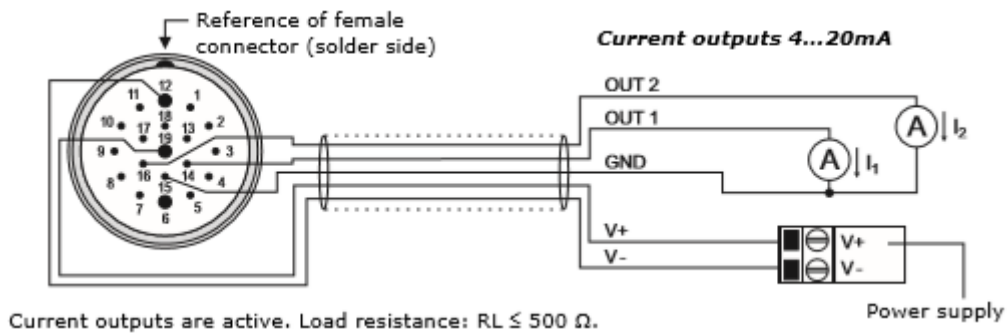 Reference of female
connector (solder side)
Current outputs 4...20mA
12
11
1
18
10
17
13
2
19
9
3
16
14
8
15
4
7
5
6
OUT 2
OUT 1
GND
A
I2
A
I1
V+
V-
V+
V-
Power supply
Current outputs are active. Load resistance: RL ≤ 500 Ω.